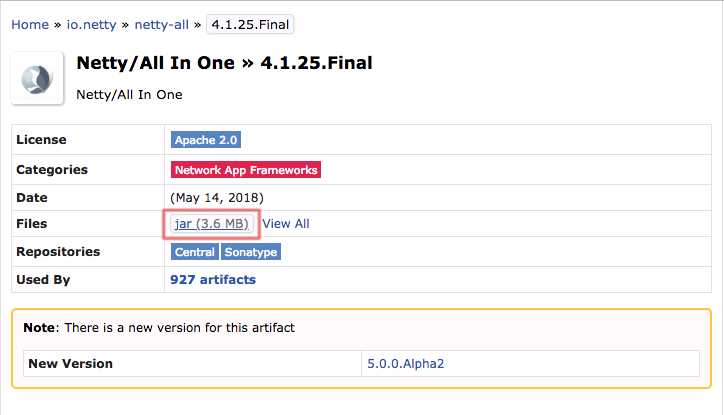 Home » io.netty » netty-all » 4.1.25.Final
Netty/All In One » 4.1.25.Final
Netty/All In One
License Apache 2.0
Categories Network App Frameworks
Date (May 14, 2018)
Files jar (3.6 MB) View All
Repositories Central Sonatype
Used By 927 artifacts
Note: There is a new version for this artifact
New Version 5.0.0.Alpha2